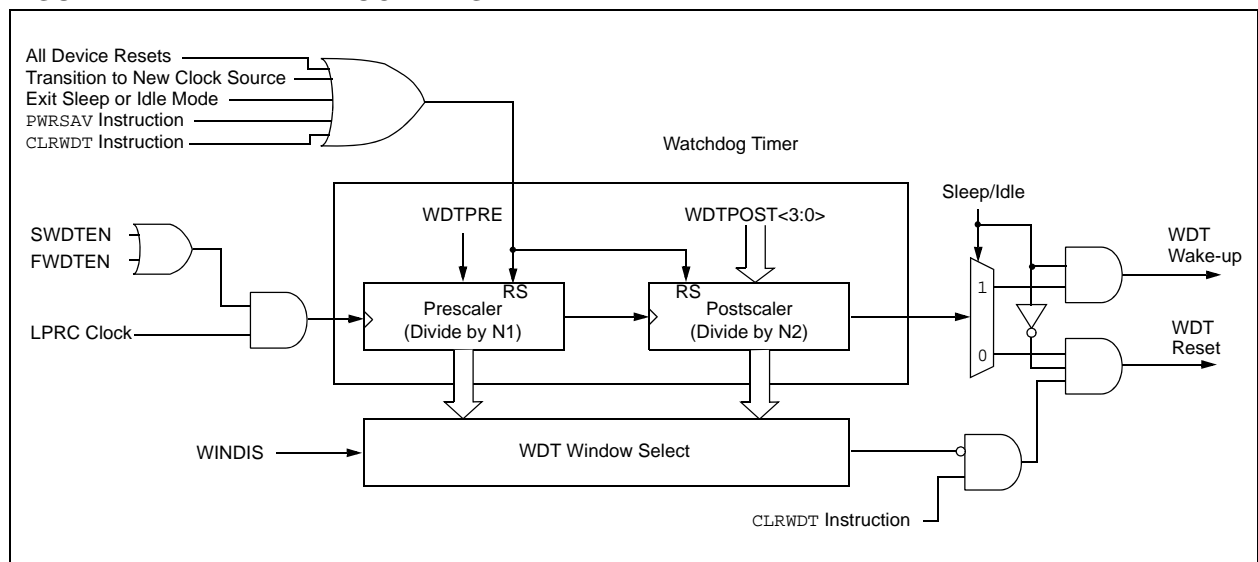 All Device Resets
Transition to New Clock Source
Exit Sleep or Idle Mode
PWRSAV Instruction
CLRWDT Instruction
Watchdog Timer
Sleep/Idle
WDTPRE
WDTPOST<3:0>
SWDTEN
FWDTEN
WDT
Wake-up
RS
RS
1
Prescaler
(Divide by N1)
Postscaler
(Divide by N2)
LPRC Clock
WDT
Reset
0
WINDIS
WDT Window Select
CLRWDT Instruction